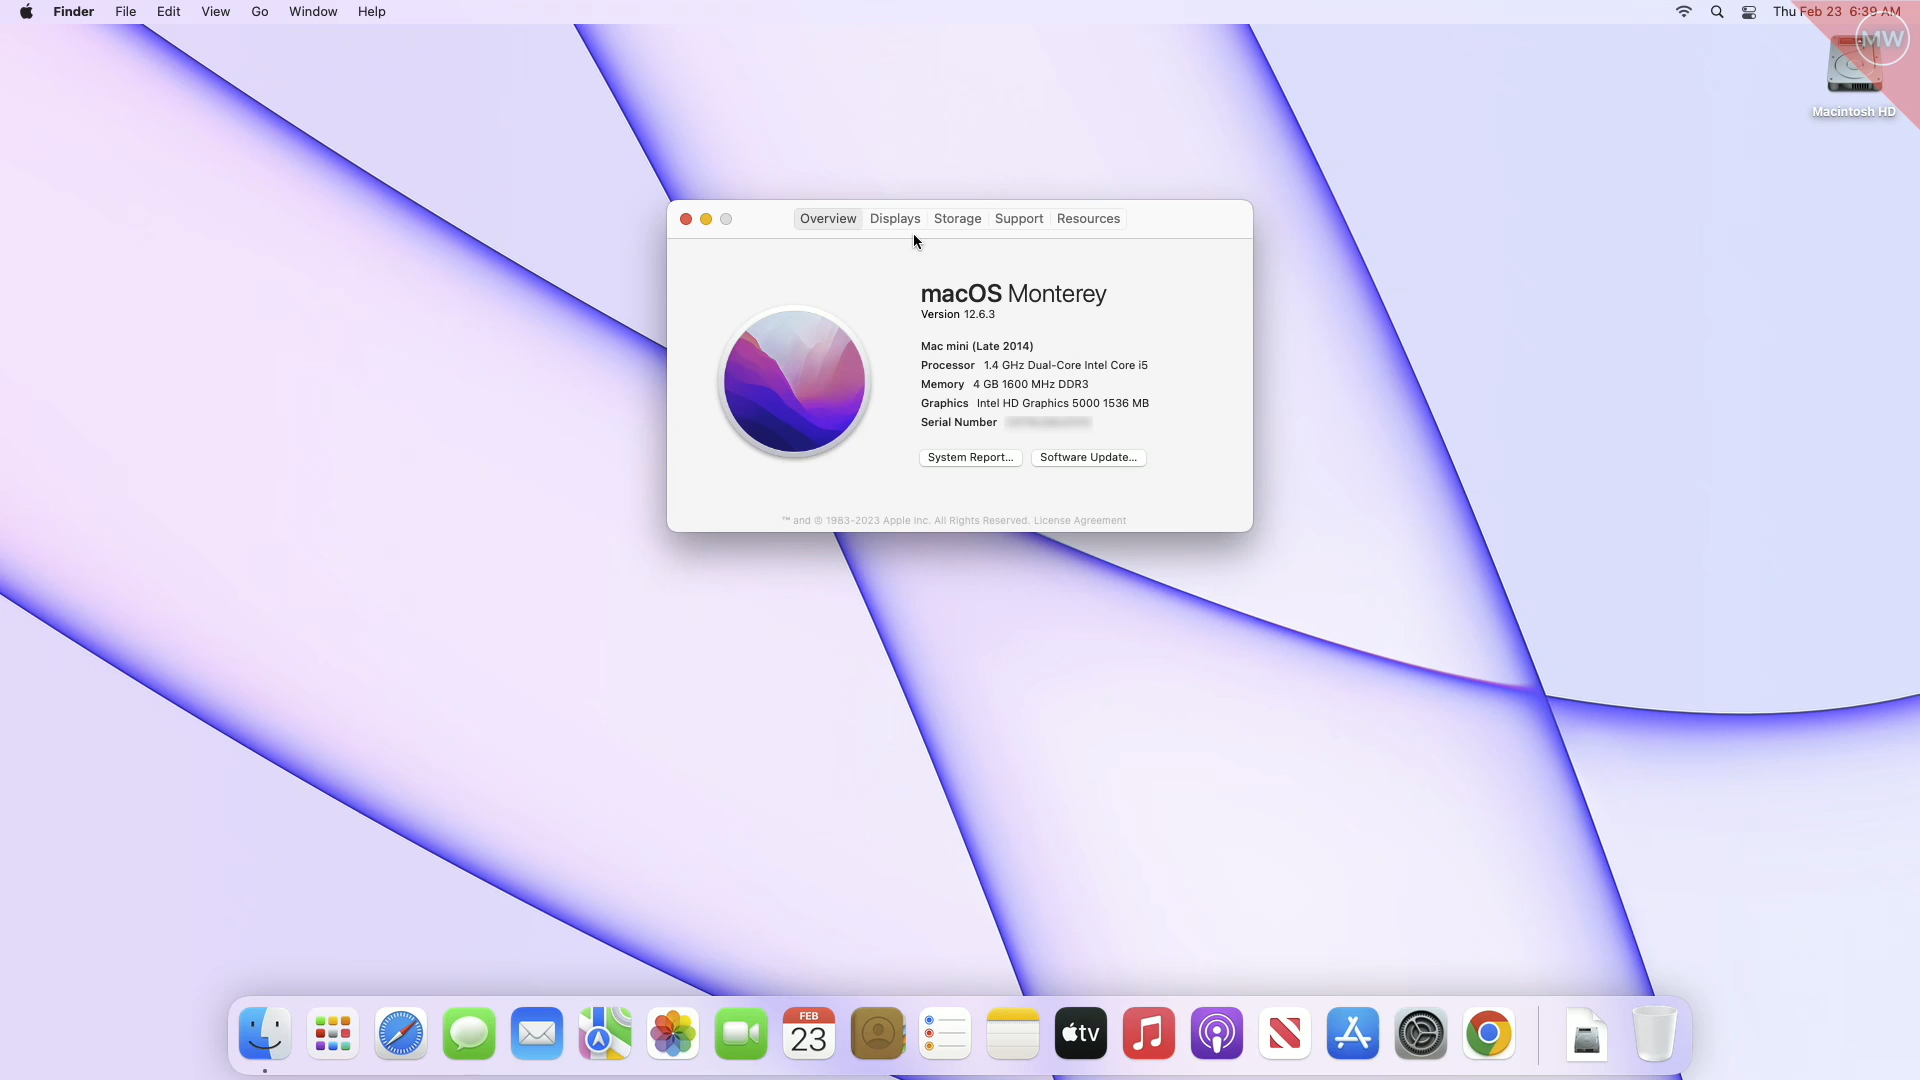 Finder File Edit View Go Window Help
Thu Feb 23 6:39 AM
MW
Macintosh HD
Overview Displays Storage Support Resources
macOS Monterey
Version 12.6.3
Mac mini (Late 2014)
Processor 1.4 GHz Dual-Core Intel Core i5
Memory 4 GB 1600 MHz DDR3
Graphics Intel HD Graphics 5000 1536 MB
Serial Number
System Report... Software Update...
™ and © 1983-2023 Apple Inc. All Rights Reserved. License Agreement
FEB
23
tv